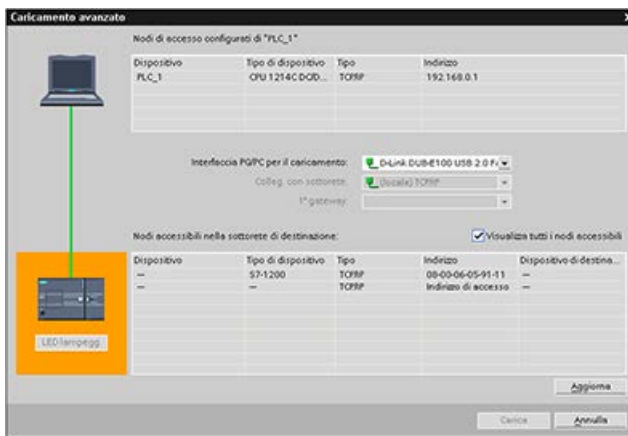 Caricamento avanzato
Nodi di accesso configurati di "PLC_1"
Dispositivo Tipo di dispositivo Tipo Indirizzo
PLC_1 CPU 1214C DC/D... TCP/IP 192.168.0.1
Interfaccia PG/PC per il caricamento: D-Link DUB-E100 USB 2.0 Fa
Colleg. con sottorete: (locale) TCP/IP
1° gateway:
Nodi accessibili nella sottorete di destinazione: Visualizza tutti i nodi accessibili
Dispositivo Tipo di dispositivo Tipo Indirizzo Dispositivo di destina...
— S7-1200 TCP/IP 08-00-06-05-91-11 —
— — TCP/IP Indirizzo di accesso —
LED lampegg.
Aggiorna
Carica Annulla